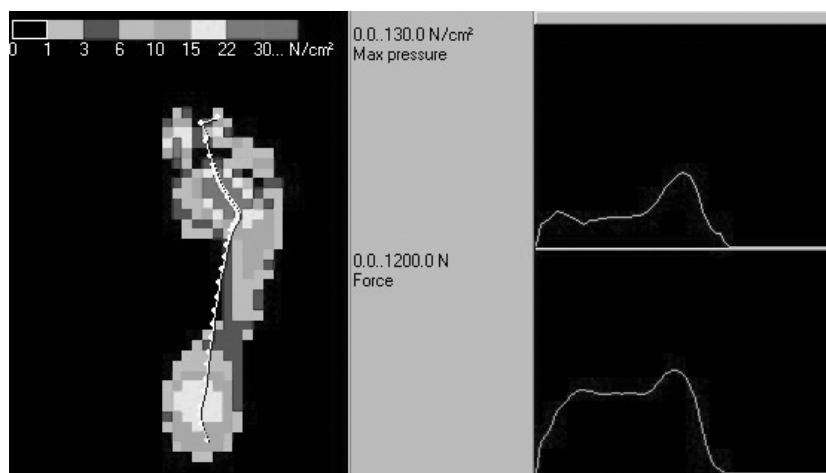 0 1 3 6 10 15 22 30... N/cm²
0.0..130.0 N/cm²
Max pressure
0.0..1200.0 N
Force